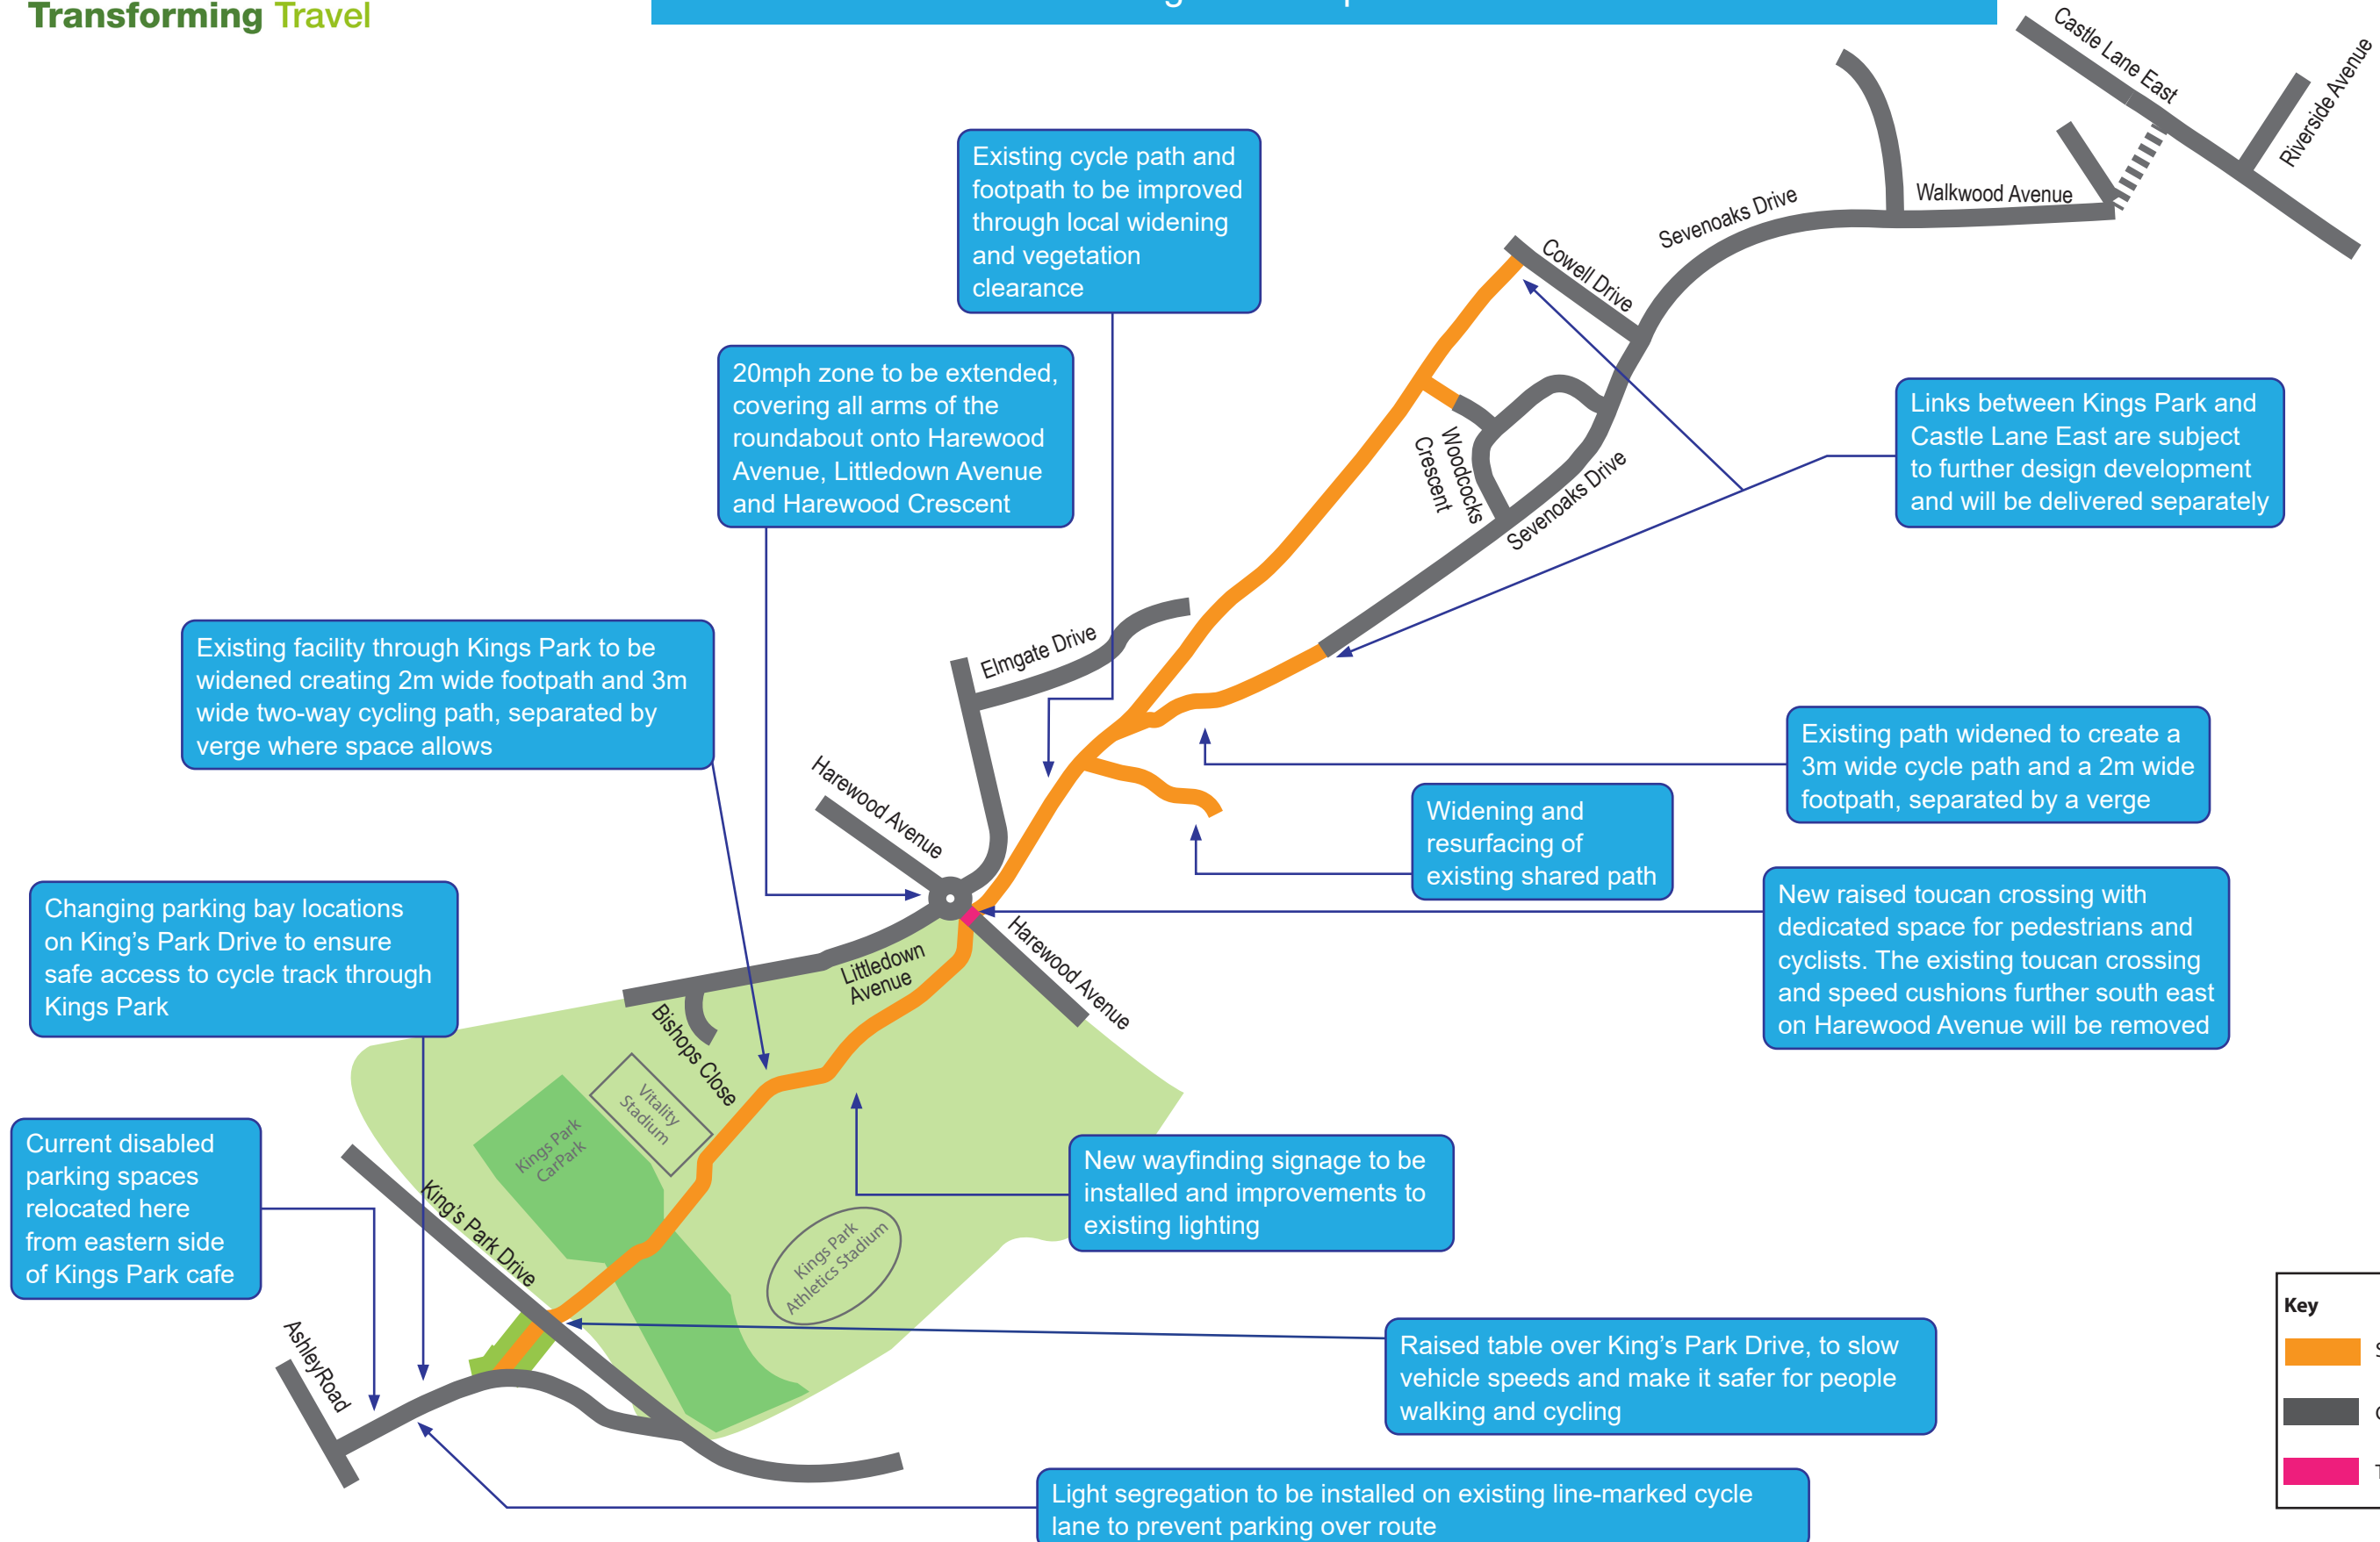 Transforming Travel
Castle Lane East
Riverside Avenue
Walkwood Avenue
Sevenoaks Drive
Cowell Drive
Existing cycle path and
footpath to be improved
through local widening
and vegetation
clearance
20mph zone to be extended,
covering all arms of the
roundabout onto Harewood
Avenue, Littledown Avenue
and Harewood Crescent
Links between Kings Park and
Castle Lane East are subject
to further design development
and will be delivered separately
Woodcocks
Crescent
Sevenoaks Drive
Elmgate Drive
Existing facility through Kings Park to be
widened creating 2m wide footpath and 3m
wide two-way cycling path, separated by
verge where space allows
Existing path widened to create a
3m wide cycle path and a 2m wide
footpath, separated by a verge
Harewood Avenue
Widening and
resurfacing of
existing shared path
Changing parking bay locations
on King's Park Drive to ensure
safe access to cycle track through
Kings Park
New raised toucan crossing with
dedicated space for pedestrians and
cyclists. The existing toucan crossing
and speed cushions further south east
on Harewood Avenue will be removed
Harewood Avenue
Littledown
Avenue
Bishops Close
Vitality
Stadium
Kings Park
CarPark
Current disabled
parking spaces
relocated here
from eastern side
of Kings Park cafe
New wayfinding signage to be
installed and improvements to
existing lighting
King's Park Drive
Kings Park
Athletics Stadium
AshleyRoad
Raised table over King's Park Drive, to slow
vehicle speeds and make it safer for people
walking and cycling
Key
Light segregation to be installed on existing line-marked cycle
lane to prevent parking over route